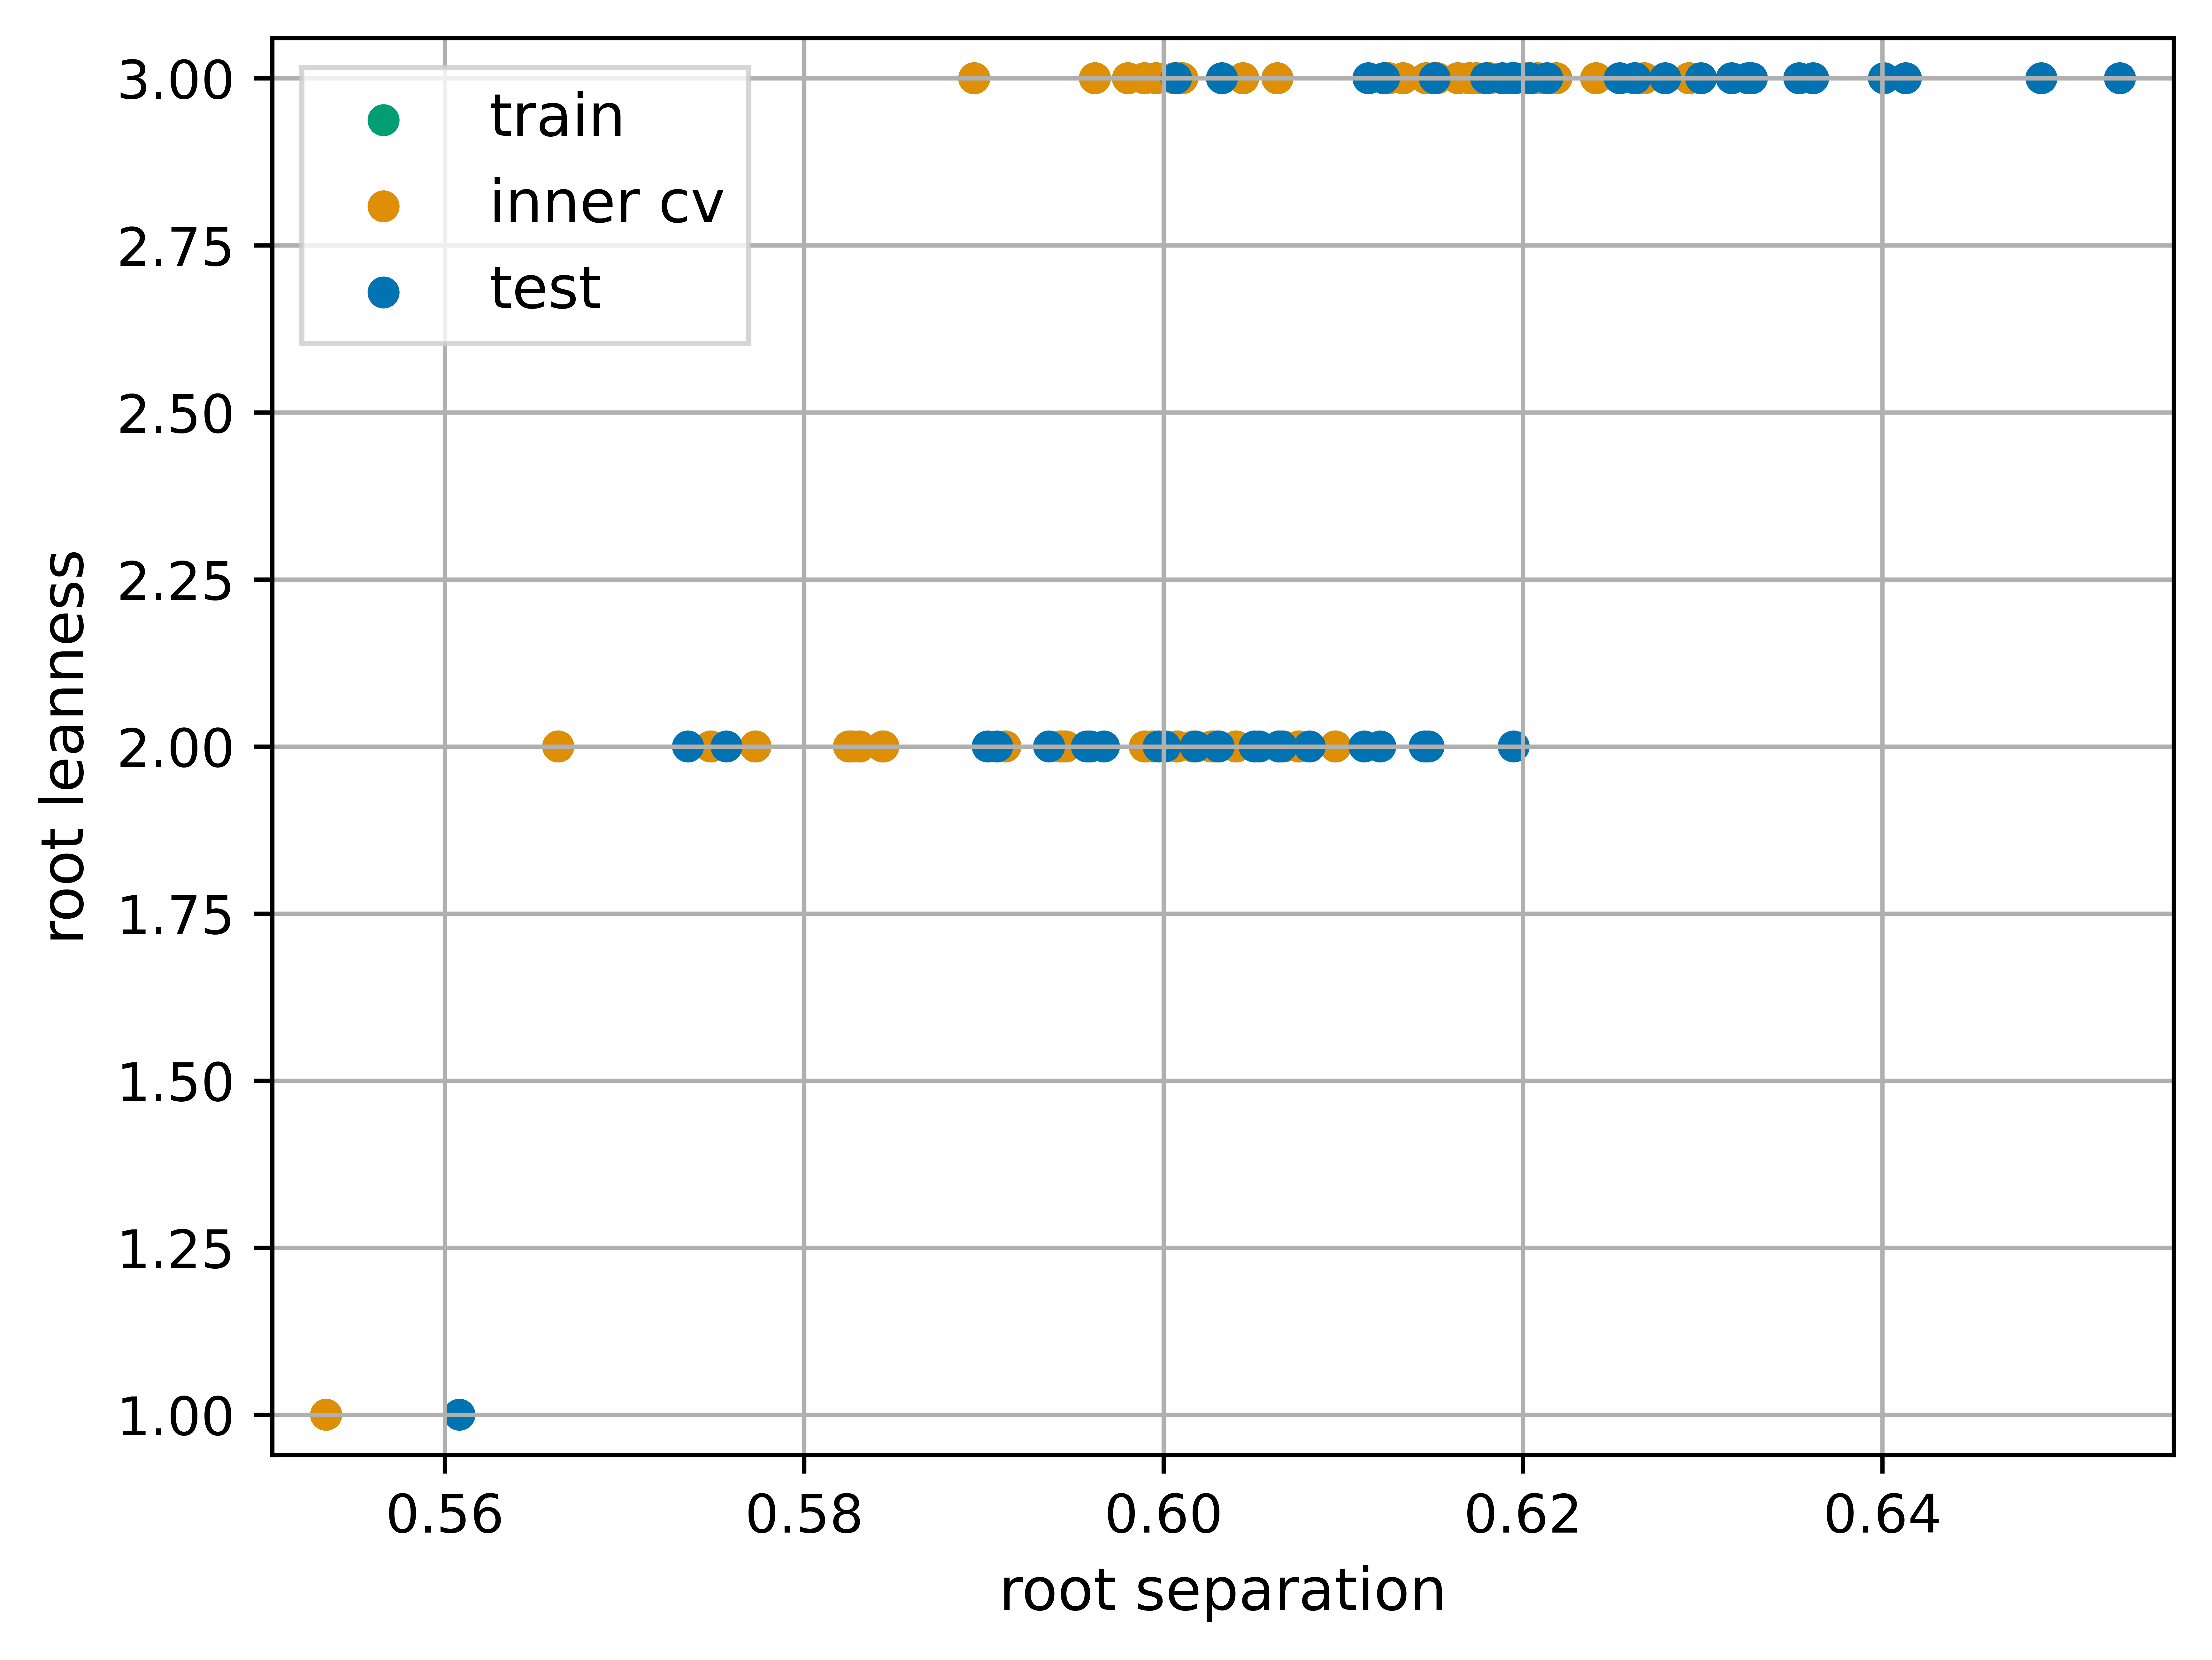 3.00
2.75
2.50
2.25
2.00
1.75
1.50
1.25
1.00
root leanness
train
inner cv
test
0.56 0.58 0.60 0.62 0.64
root separation